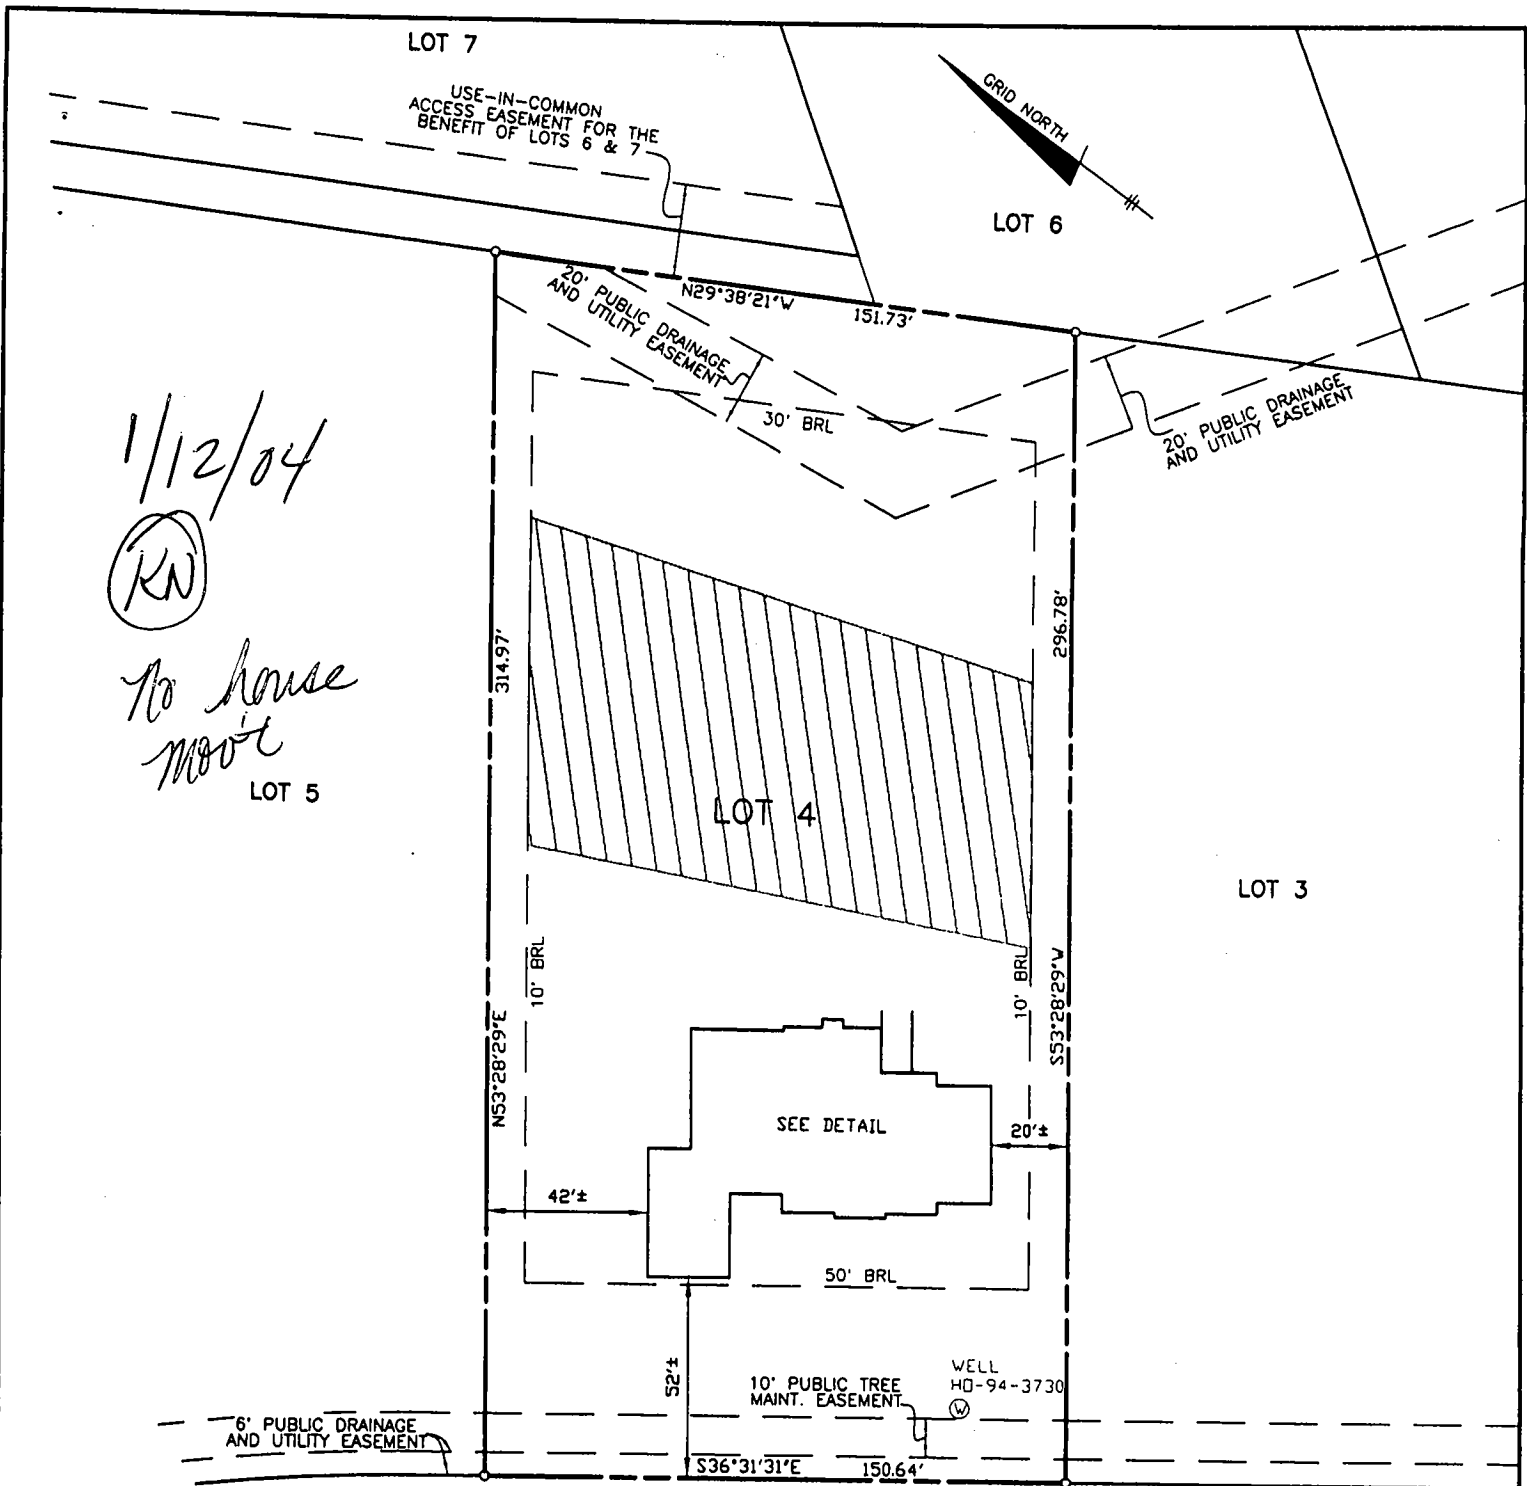 LOT 7
USE-IN-COMMON
ACCESS EASEMENT FOR THE
BENEFIT OF LOTS 6 & 7
GRID NORTH
LOT 6
20' PUBLIC DRAINAGE
AND UTILITY EASEMENT
N29°38'21"W
151.73'
30' BRL
20' PUBLIC DRAINAGE
AND UTILITY EASEMENT
1/12/04
KN
No house
mov't
LOT 5
314.97'
296.78'
LOT 4
LOT 3
10' BRL
10' BRL
N53°28'29"E
S53°28'29"W
SEE DETAIL
20'±
42'±
50' BRL
52'±
WELL
HO-94-3730
W
10' PUBLIC TREE
MAINT. EASEMENT
6' PUBLIC DRAINAGE
AND UTILITY EASEMENT
S36°31'31"E
150.64'